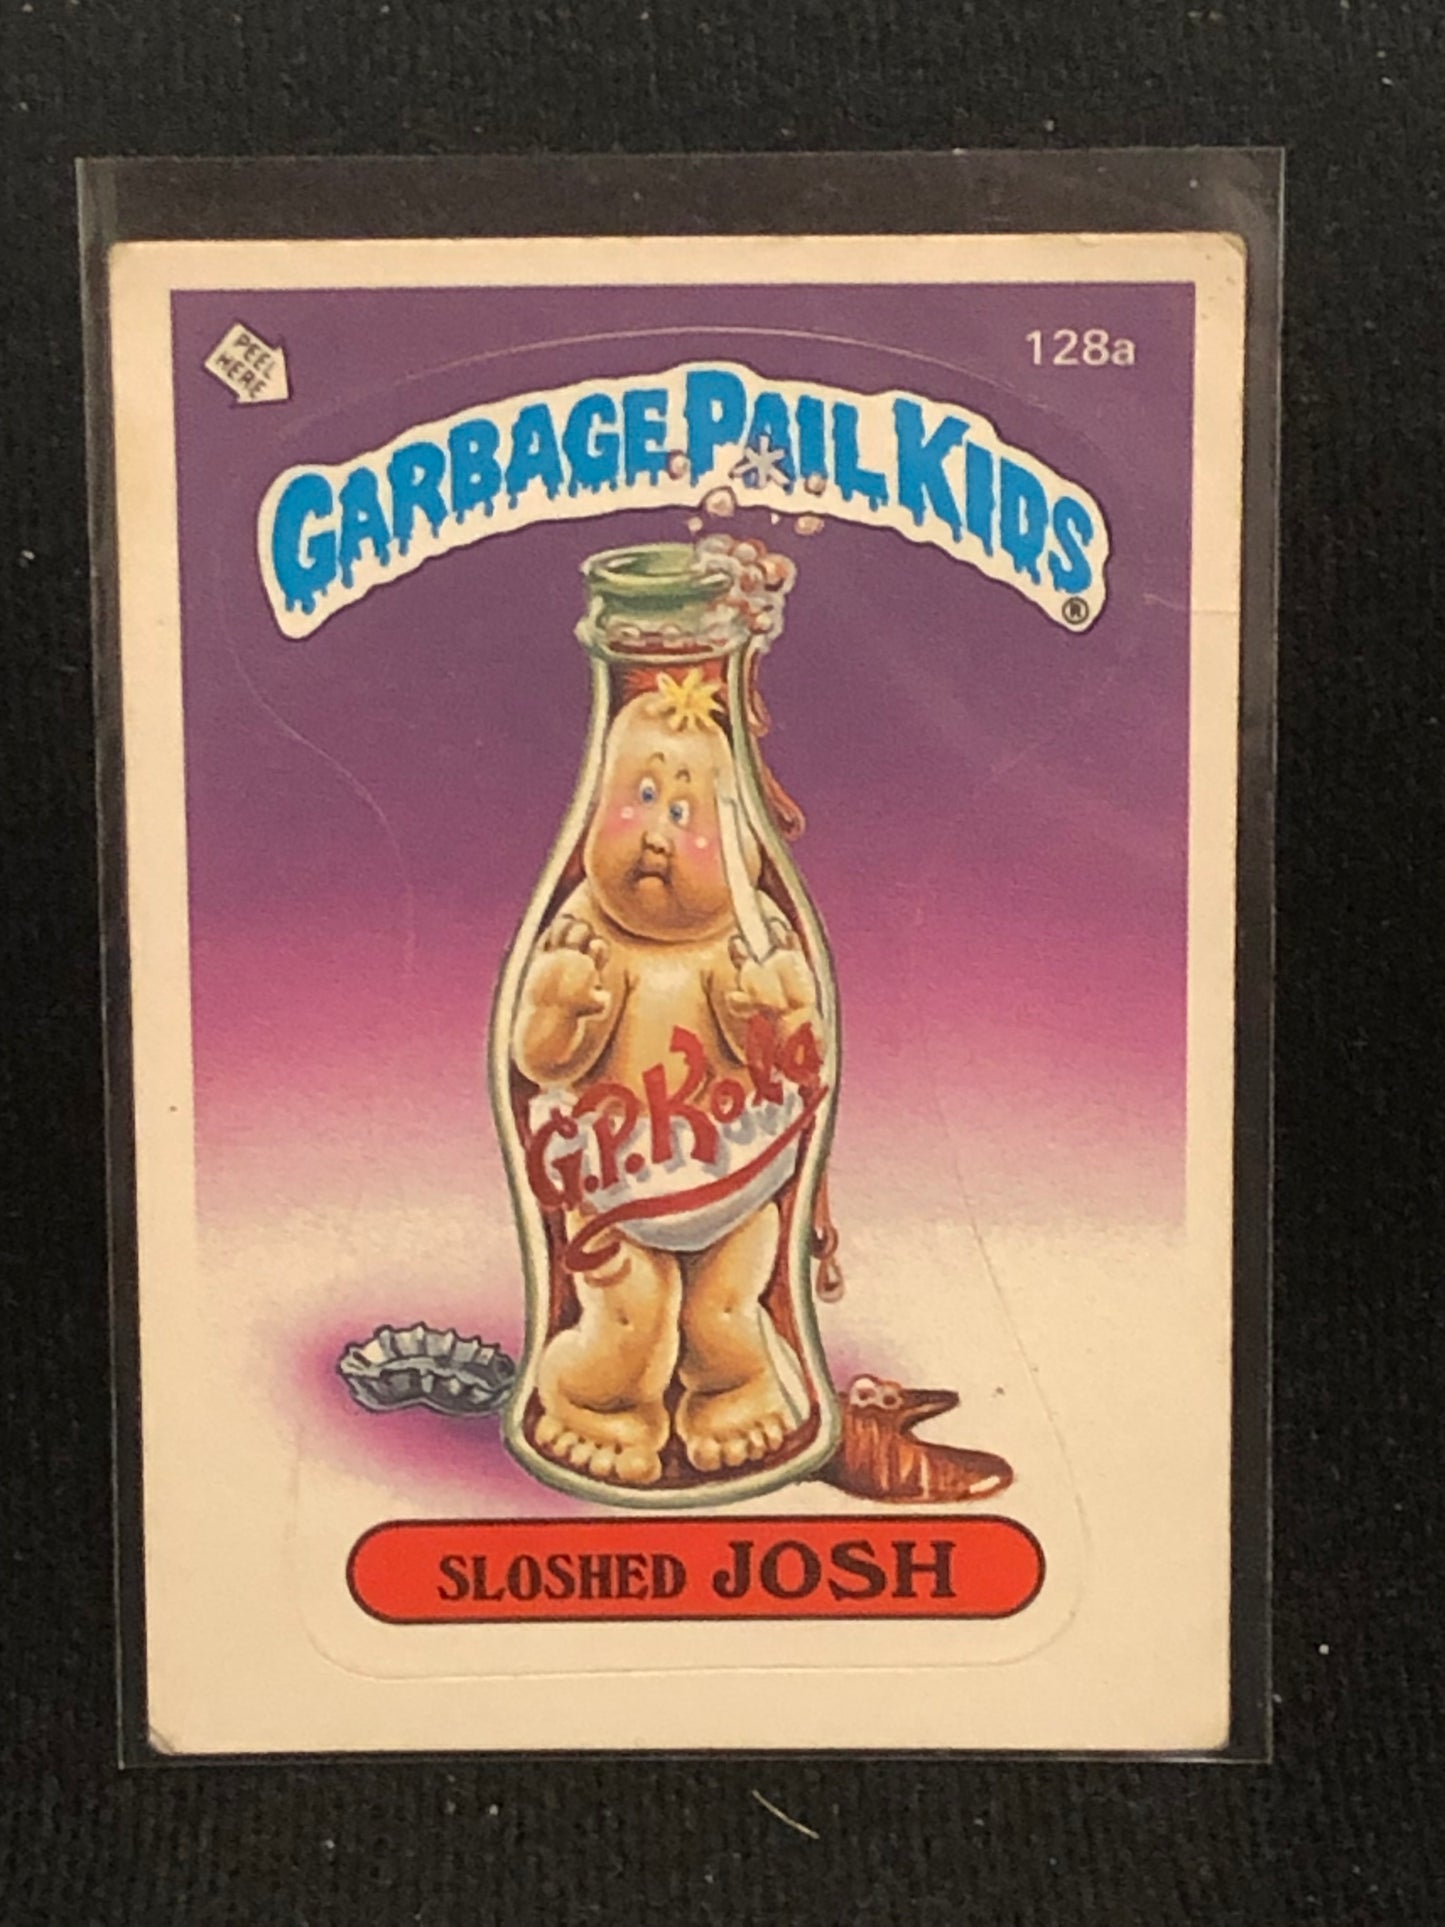 PEEL
HERE
128a
GARBAGE PAIL KIDS
®
G.P. Kola
SLOSHED JOSH